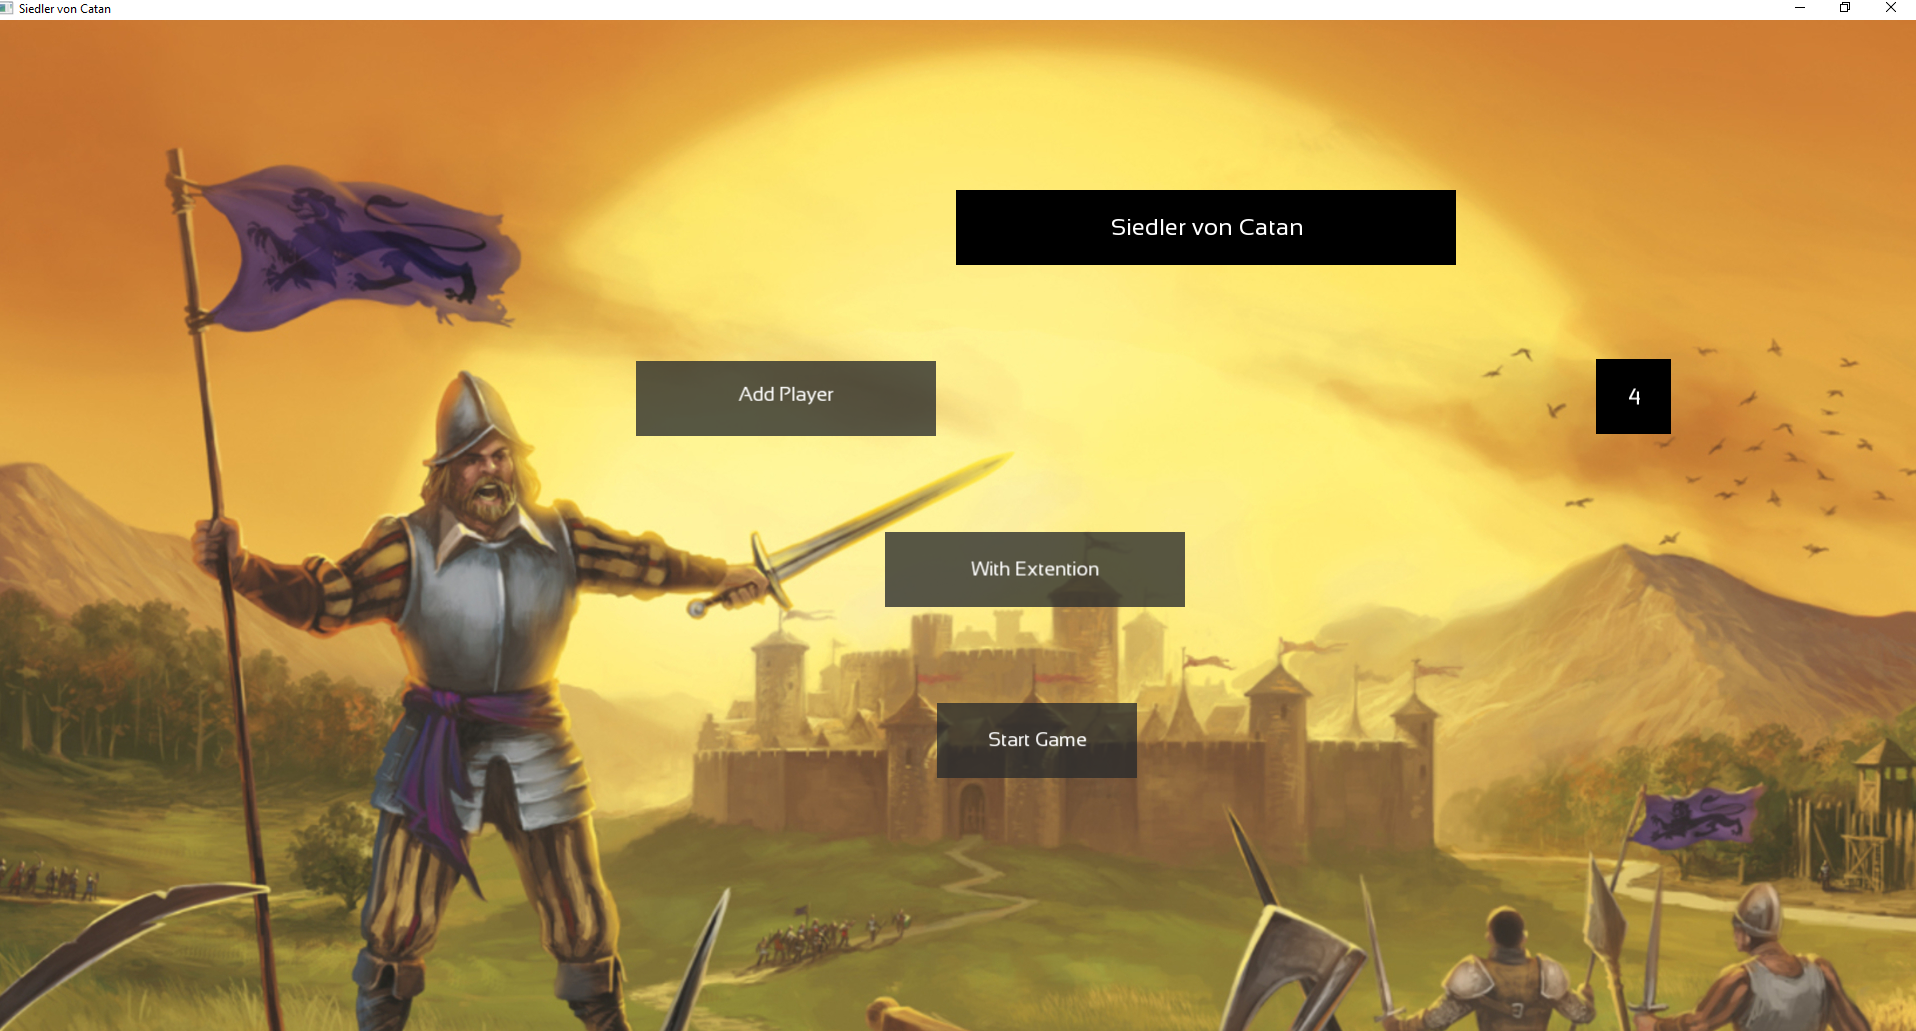 Siedler von Catan
Siedler von Catan
Add Player
4
With Extention
Start Game